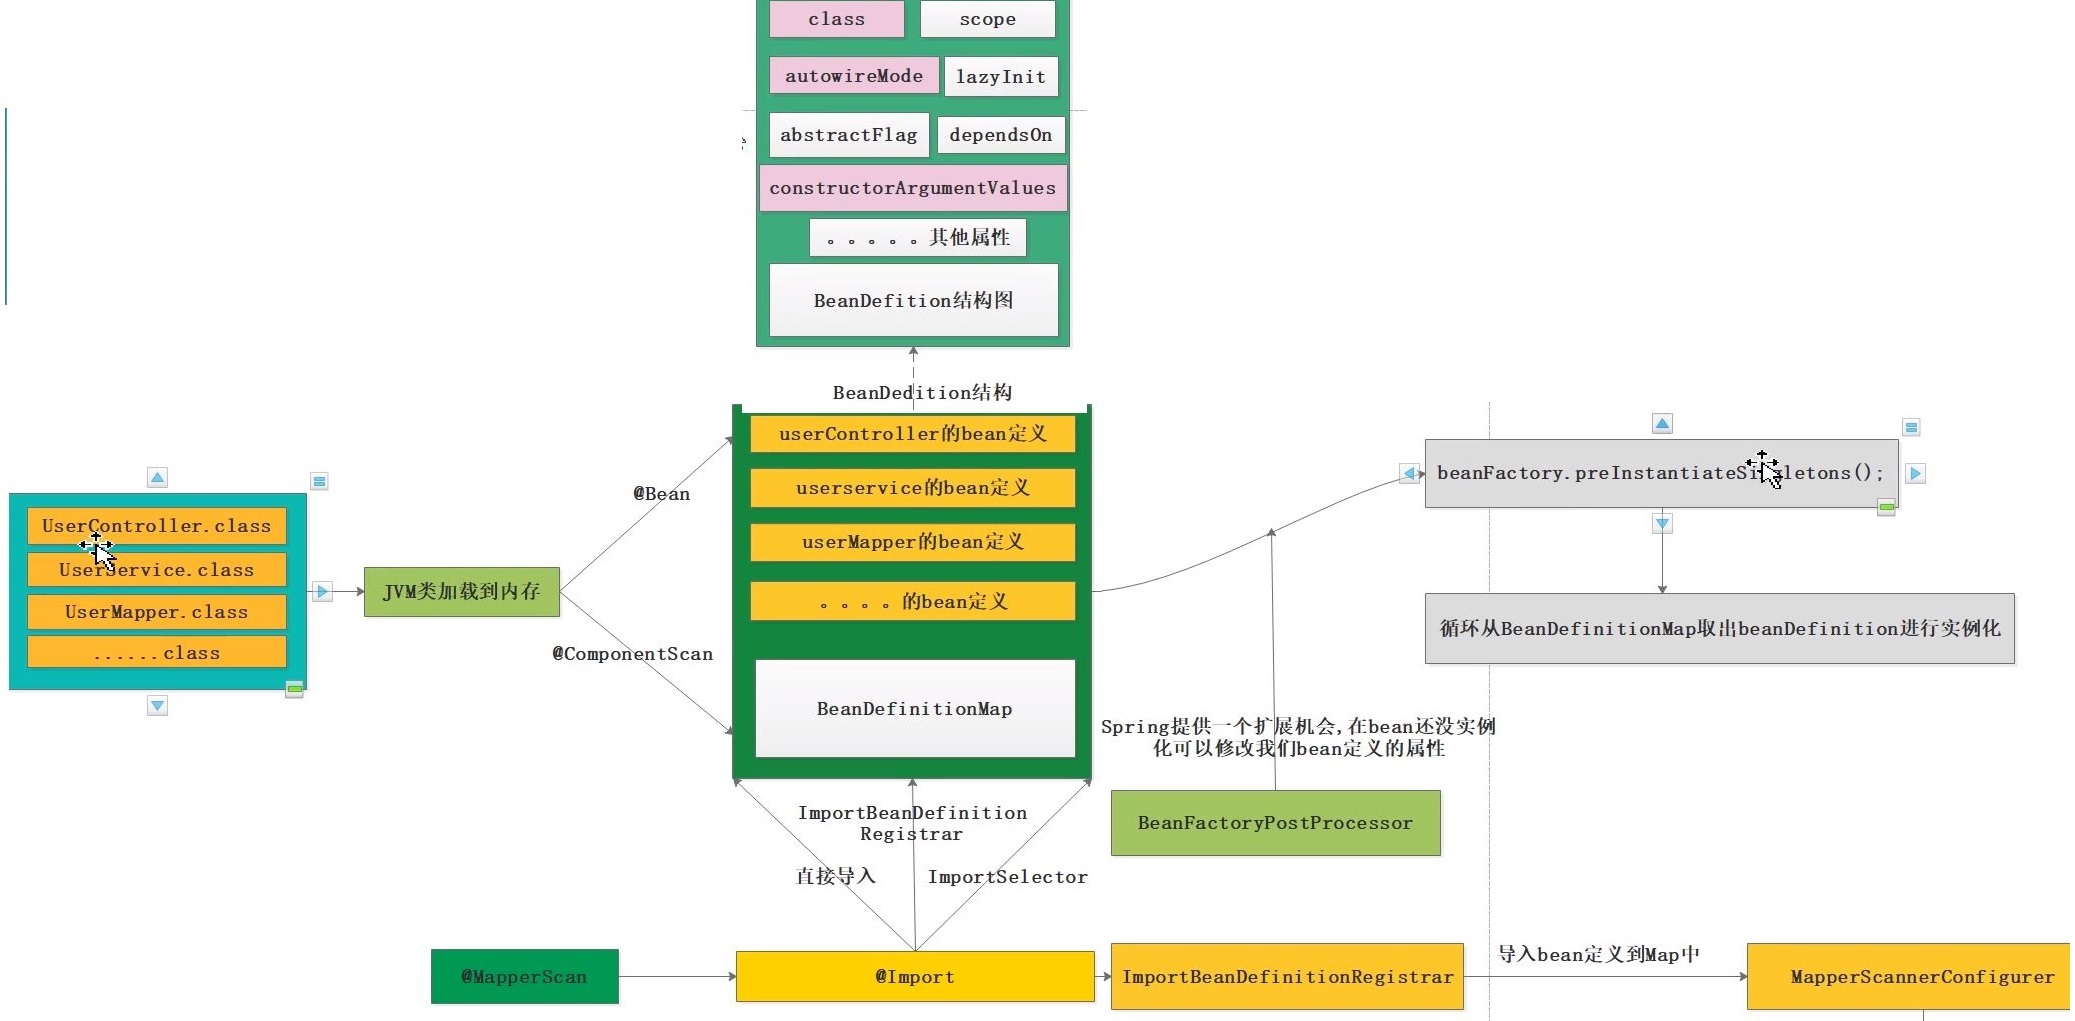 class
scope
autowireMode
lazyInit
abstractFlag
dependsOn
constructorArgumentValues
。。。。。其他属性
BeanDefition结构图
BeanDedition结构
userController的bean定义
userservice的bean定义
userMapper的bean定义
。。。。的bean定义
BeanDefinitionMap
UserController.class
UserService.class
UserMapper.class
......class
JVM类加载到内存
@Bean
@ComponentScan
beanFactory.preInstantiateSingletons();
循环从BeanDefinitionMap取出beanDefinition进行实例化
Spring提供一个扩展机会,在bean还没实例
化可以修改我们bean定义的属性
BeanFactoryPostProcessor
ImportBeanDefinition
Registrar
直接导入
ImportSelector
@MapperScan
@Import
ImportBeanDefinitionRegistrar
导入bean定义到Map中
MapperScannerConfigurer